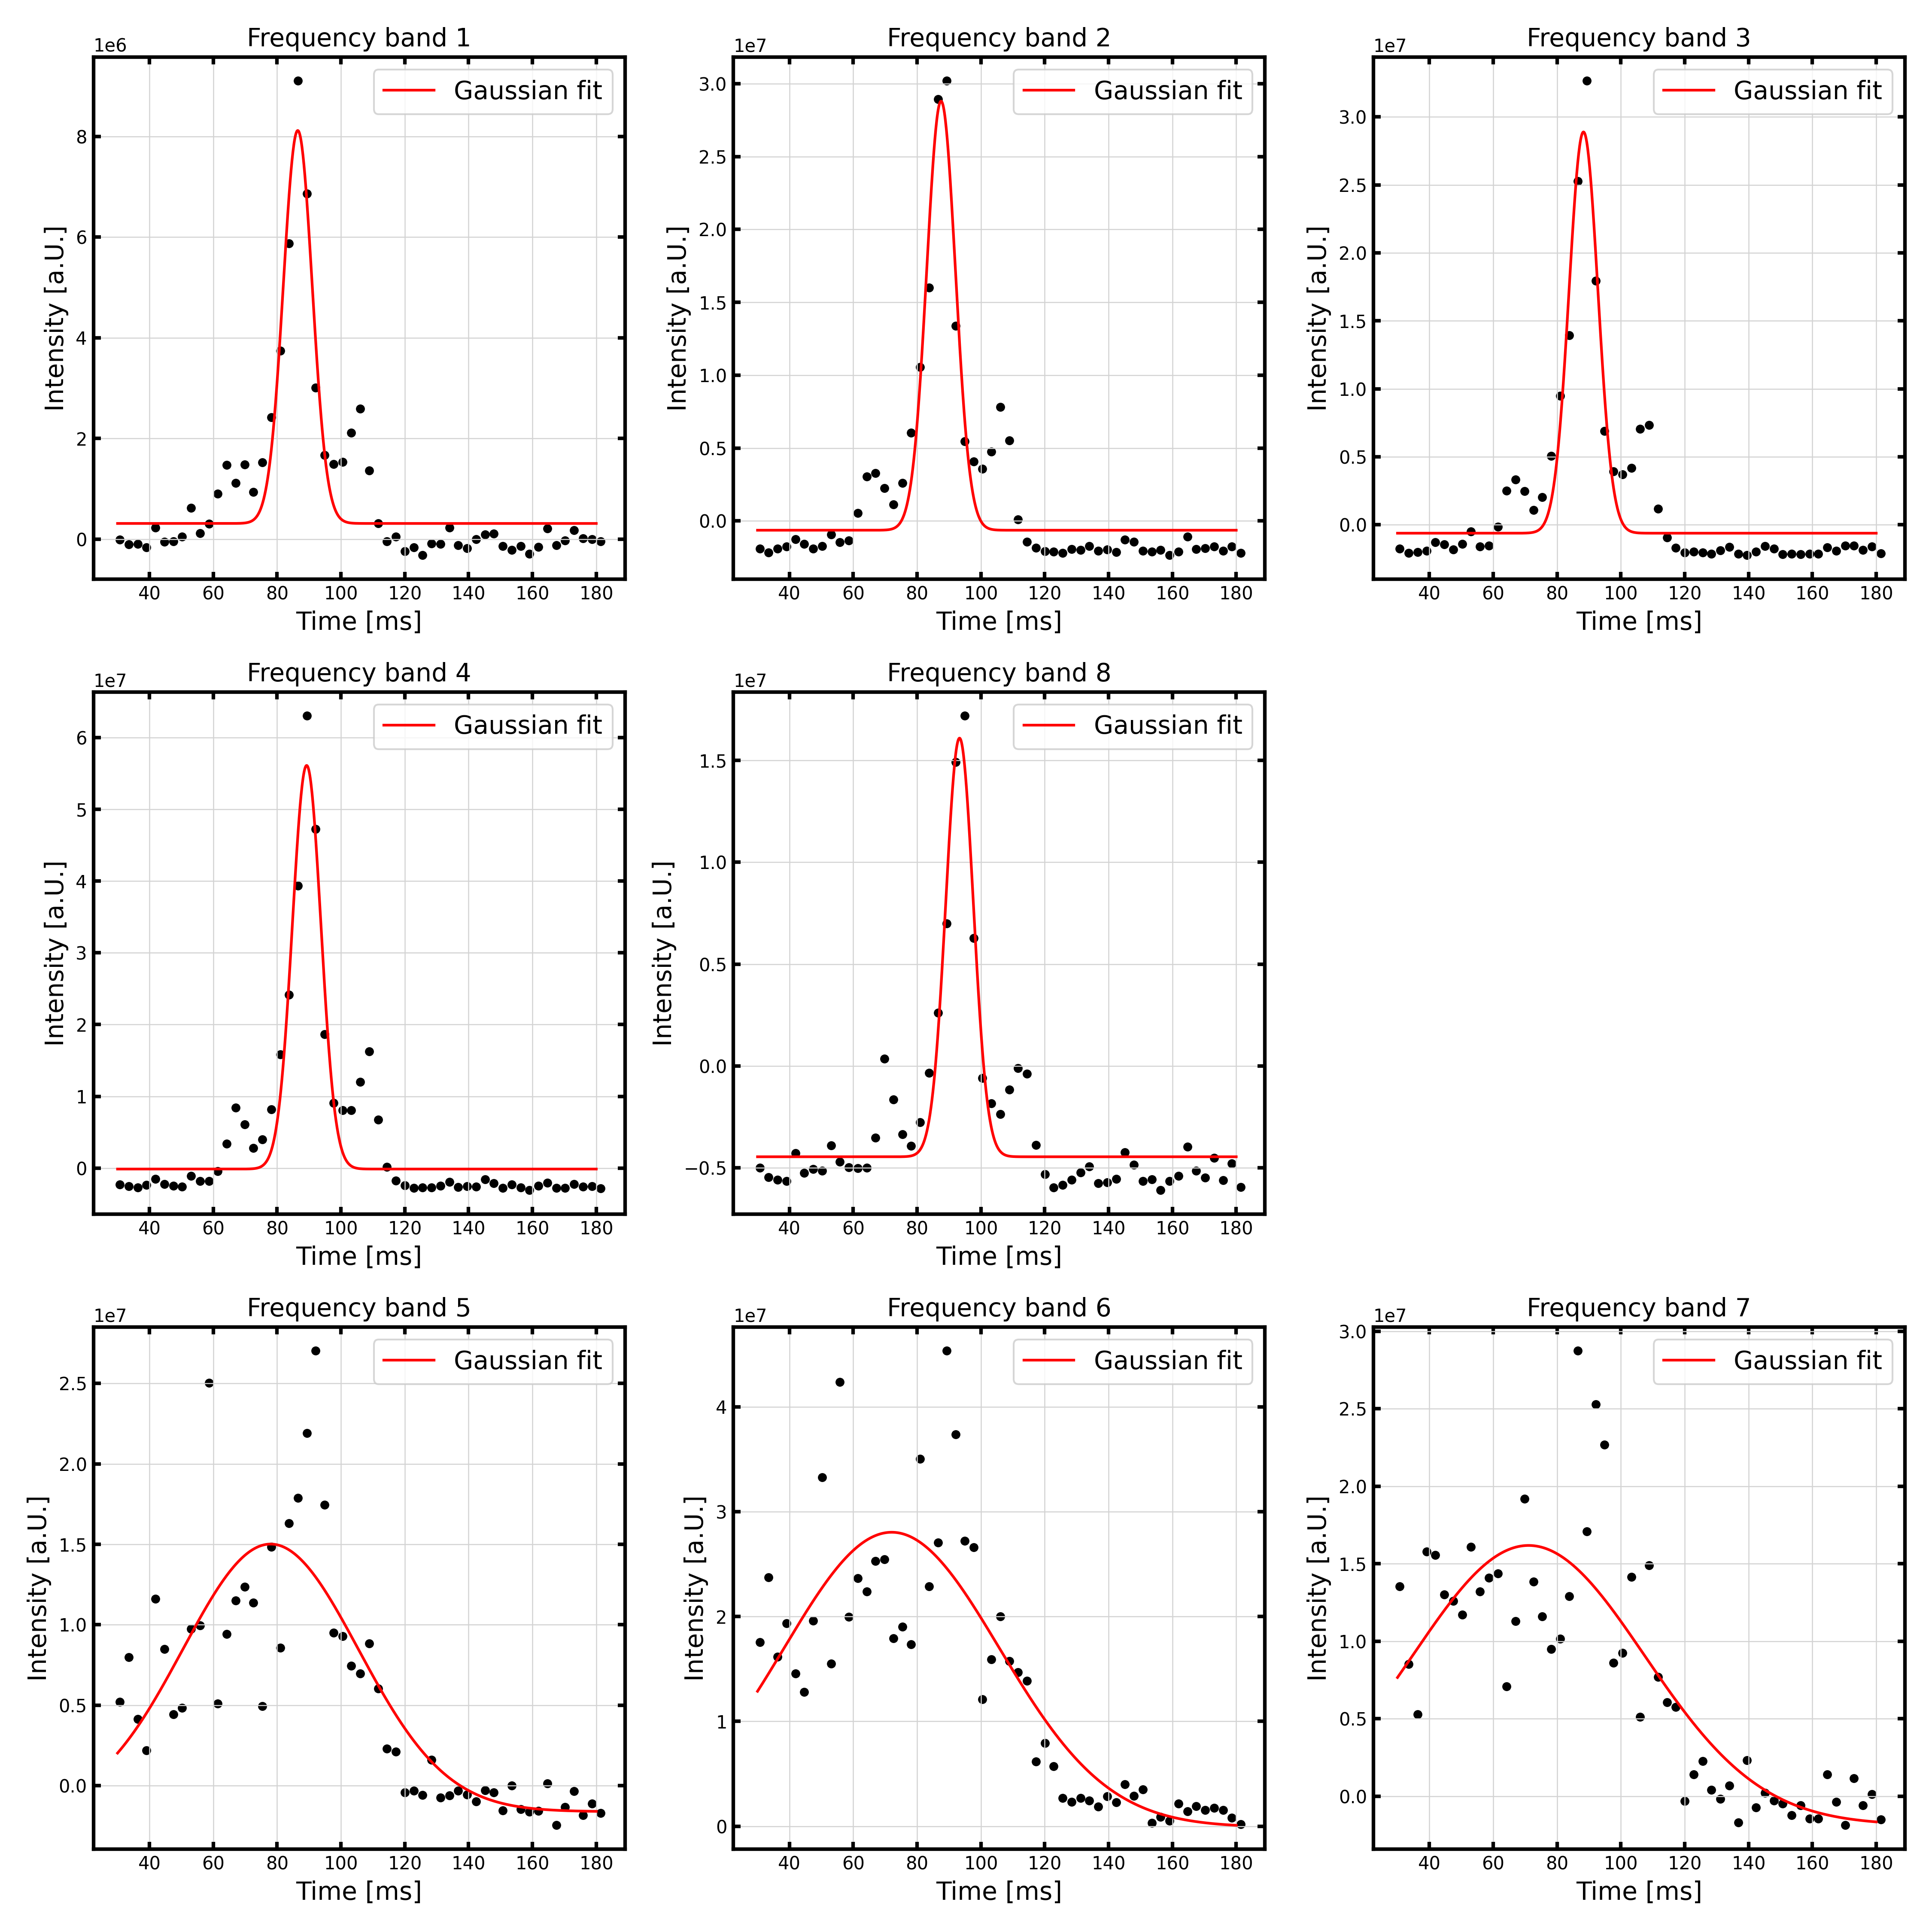 Frequency band 1
1e6
Gaussian fit
8
6
4
2
0
Intensity [a.U.]
40 60 80 100 120 140 160 180
Time [ms]
Frequency band 2
1e7
Gaussian fit
3.0
2.5
2.0
1.5
1.0
0.5
0.0
Intensity [a.U.]
40 60 80 100 120 140 160 180
Time [ms]
Frequency band 3
1e7
Gaussian fit
3.0
2.5
2.0
1.5
1.0
0.5
0.0
Intensity [a.U.]
40 60 80 100 120 140 160 180
Time [ms]
Frequency band 4
1e7
Gaussian fit
6
5
4
3
2
1
0
Intensity [a.U.]
40 60 80 100 120 140 160 180
Time [ms]
Frequency band 8
1e7
Gaussian fit
1.5
1.0
0.5
0.0
−0.5
Intensity [a.U.]
40 60 80 100 120 140 160 180
Time [ms]
Frequency band 5
1e7
Gaussian fit
2.5
2.0
1.5
1.0
0.5
0.0
Intensity [a.U.]
40 60 80 100 120 140 160 180
Time [ms]
Frequency band 6
1e7
Gaussian fit
4
3
2
1
0
Intensity [a.U.]
40 60 80 100 120 140 160 180
Time [ms]
Frequency band 7
1e7
Gaussian fit
3.0
2.5
2.0
1.5
1.0
0.5
0.0
Intensity [a.U.]
40 60 80 100 120 140 160 180
Time [ms]